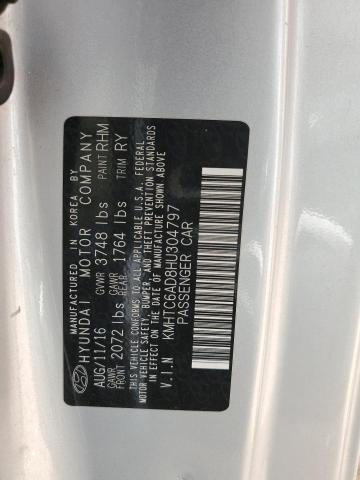 MANUFACTURED IN KOREA BY
HYUNDAI MOTOR COMPANY
AUG/11/16 GVWR 3748 lbs PAINT RHM
GAWR FRONT 2072 lbs GAWR REAR 1764 lbs TRIM RY
THIS VEHICLE CONFORMS TO ALL APPLICABLE U.S.A. FEDERAL
MOTOR VEHICLE SAFETY, BUMPER, AND THEFT PREVENTION STANDARDS
IN EFFECT ON THE DATE OF MANUFACTURE SHOWN ABOVE.
V.I.N KMHTC6AD8HU304797
PASSENGER CAR